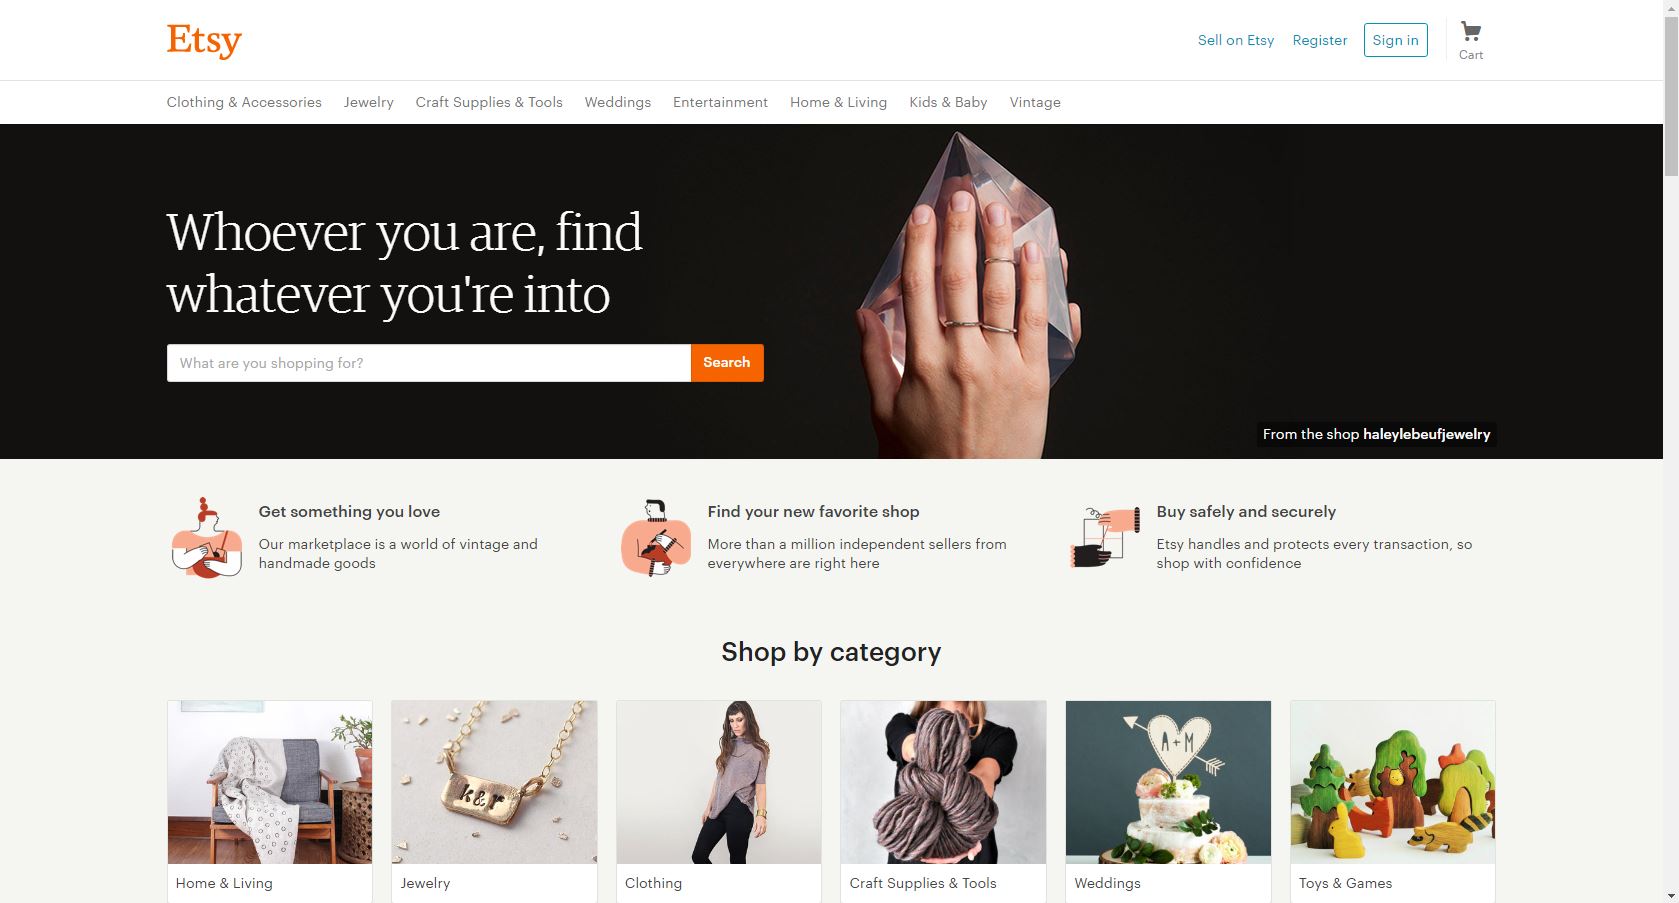 Etsy
Sell on Etsy
Register
Sign in
Cart
Clothing & Accessories
Jewelry
Craft Supplies & Tools
Weddings
Entertainment
Home & Living
Kids & Baby
Vintage
Whoever you are, find
whatever you're into
What are you shopping for?
Search
From the shop haleylebeufjewelry
Get something you love
Our marketplace is a world of vintage and
handmade goods
Find your new favorite shop
More than a million independent sellers from
everywhere are right here
Buy safely and securely
Etsy handles and protects every transaction, so
shop with confidence
Shop by category
k&r
A + M
Home & Living
Jewelry
Clothing
Craft Supplies & Tools
Weddings
Toys & Games